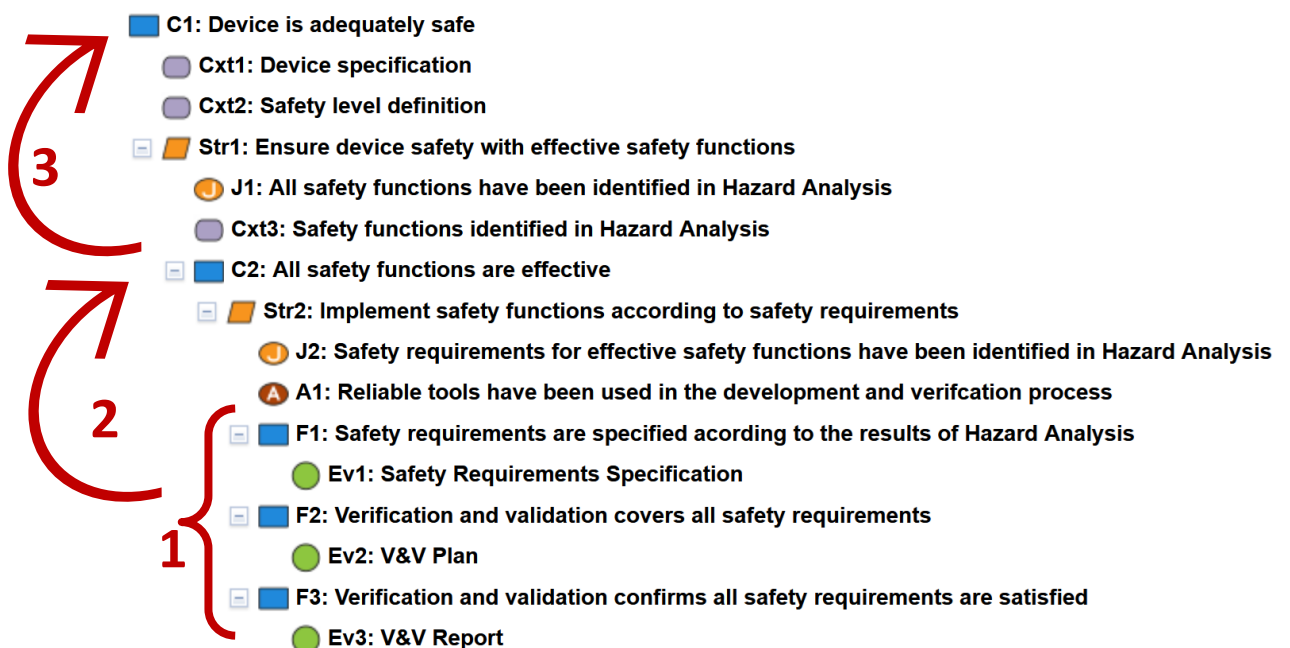 C1: Device is adequately safe
Cxt1: Device specification
Cxt2: Safety level definition
Str1: Ensure device safety with effective safety functions
3
J J1: All safety functions have been identified in Hazard Analysis
Cxt3: Safety functions identified in Hazard Analysis
C2: All safety functions are effective
Str2: Implement safety functions according to safety requirements
J J2: Safety requirements for effective safety functions have been identified in Hazard Analysis
A A1: Reliable tools have been used in the development and verifcation process
2
F1: Safety requirements are specified acording to the results of Hazard Analysis
Ev1: Safety Requirements Specification
F2: Verification and validation covers all safety requirements
1
Ev2: V&V Plan
F3: Verification and validation confirms all safety requirements are satisfied
Ev3: V&V Report